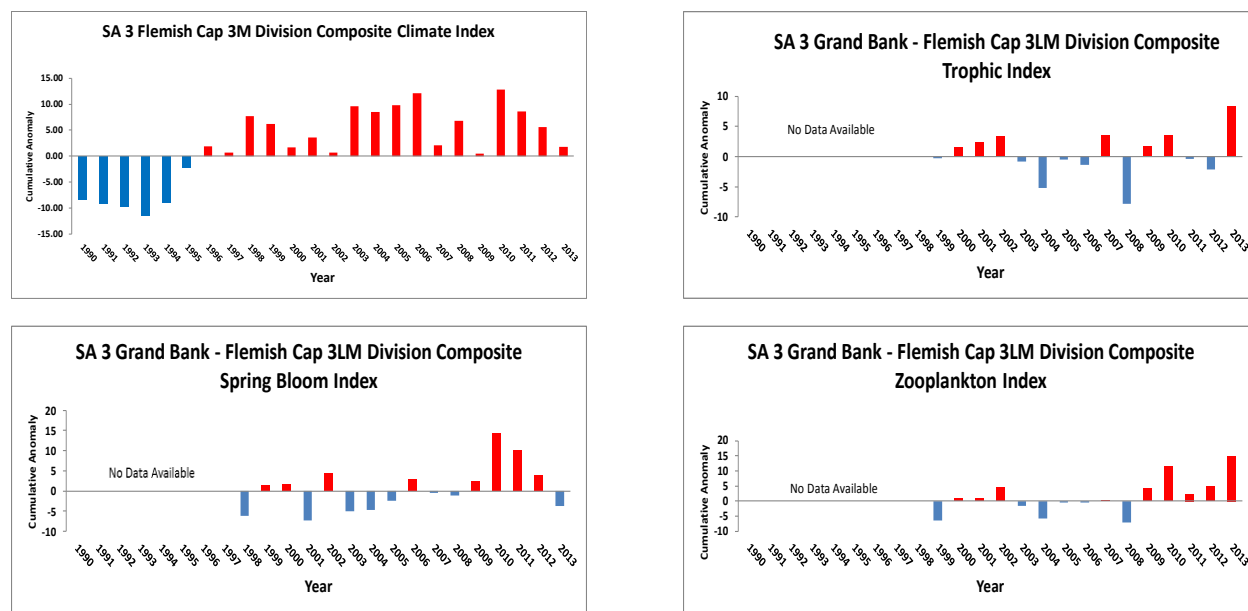 SA 3 Flemish Cap 3M Division Composite Climate Index
Cumulative Anomaly
15.00
10.00
5.00
0.00
-5.00
-10.00
-15.00
1990 1991 1992 1993 1994 1995 1996 1997 1998 1999 2000 2001 2002 2003 2004 2005 2006 2007 2008 2009 2010 2011 2012 2013
Year
SA 3 Grand Bank - Flemish Cap 3LM Division Composite
Trophic Index
Cumulative Anomaly
10
5
0
-5
-10
No Data Available
1990 1991 1992 1993 1994 1995 1996 1997 1998 1999 2000 2001 2002 2003 2004 2005 2006 2007 2008 2009 2010 2011 2012 2013
Year
SA 3 Grand Bank - Flemish Cap 3LM Division Composite
Spring Bloom Index
Cumulative Anomaly
20
15
10
5
0
-5
-10
No Data Available
1990 1991 1992 1993 1994 1995 1996 1997 1998 1999 2000 2001 2002 2003 2004 2005 2006 2007 2008 2009 2010 2011 2012 2013
Year
SA 3 Grand Bank - Flemish Cap 3LM Division Composite
Zooplankton Index
Cumulative Anomaly
20
15
10
5
0
-5
-10
No Data Available
1990 1991 1992 1993 1994 1995 1996 1997 1998 1999 2000 2001 2002 2003 2004 2005 2006 2007 2008 2009 2010 2011 2012 2013
Year